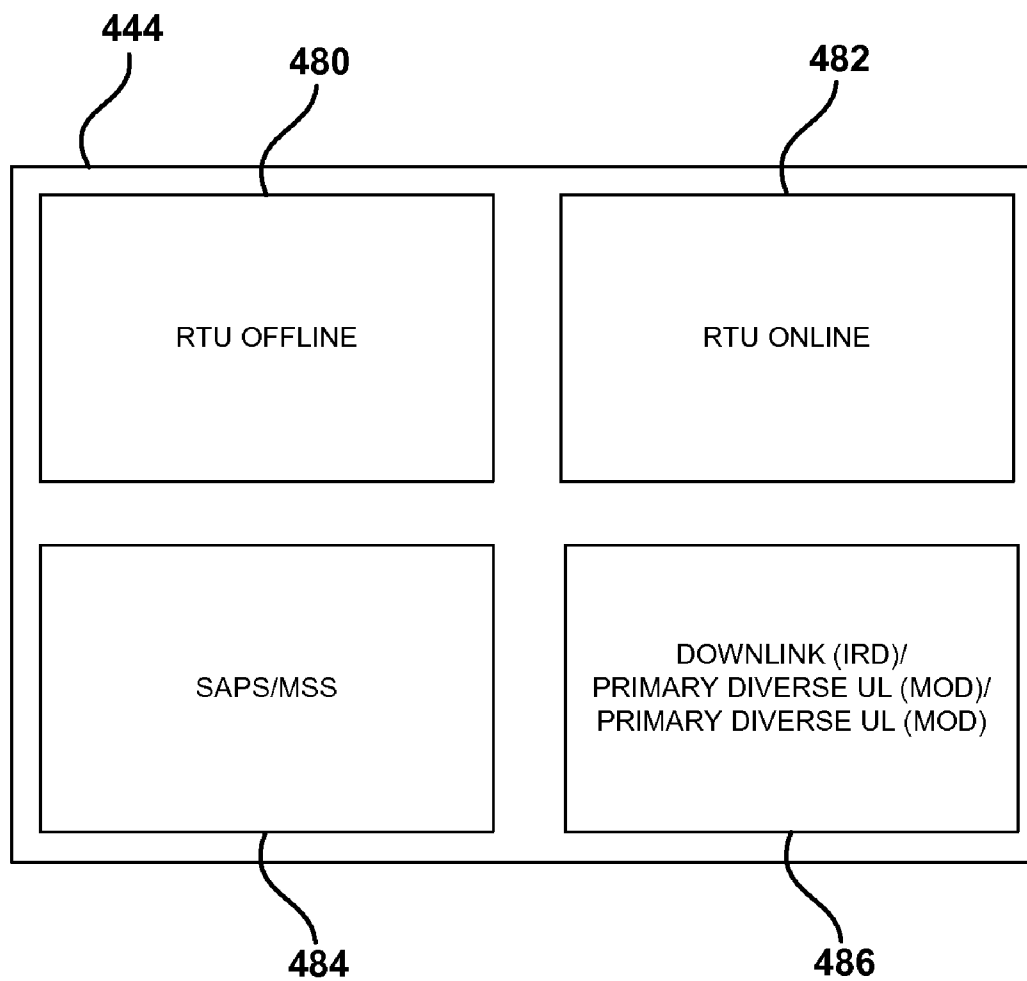 444
480
482
RTU OFFLINE
RTU ONLINE
SAPS/MSS
DOWNLINK (IRD)/
PRIMARY DIVERSE UL (MOD)/
PRIMARY DIVERSE UL (MOD)
484
486